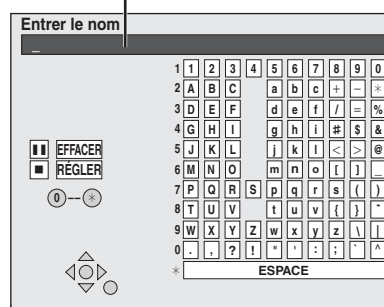 Entrer le nom
_
1 1 2 3 4 5 6 7 8 9 0
2 A B C a b c + - *
3 D E F d e f / = %
4 G H I g h i # $ &
5 J K L j k l < > @
EFFACER
RÉGLER
6 M N O m n o [ ] _
(0)--(*)
7 P Q R S p q r s ( )
8 T U V t u v { } -
9 W X Y Z w x y z \ |
0 . , ? ! " ' : ; ` ^
* ESPACE